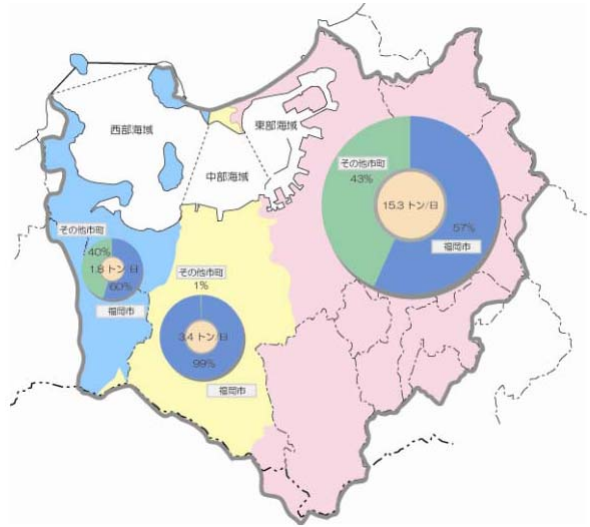 西部海域
東部海域
中部海域
その他市町
43%
15.3 トン/日
57%
福岡市
その他市町
40%
1.8 トン/日
60%
福岡市
その他市町
1%
3.4 トン/日
99%
福岡市